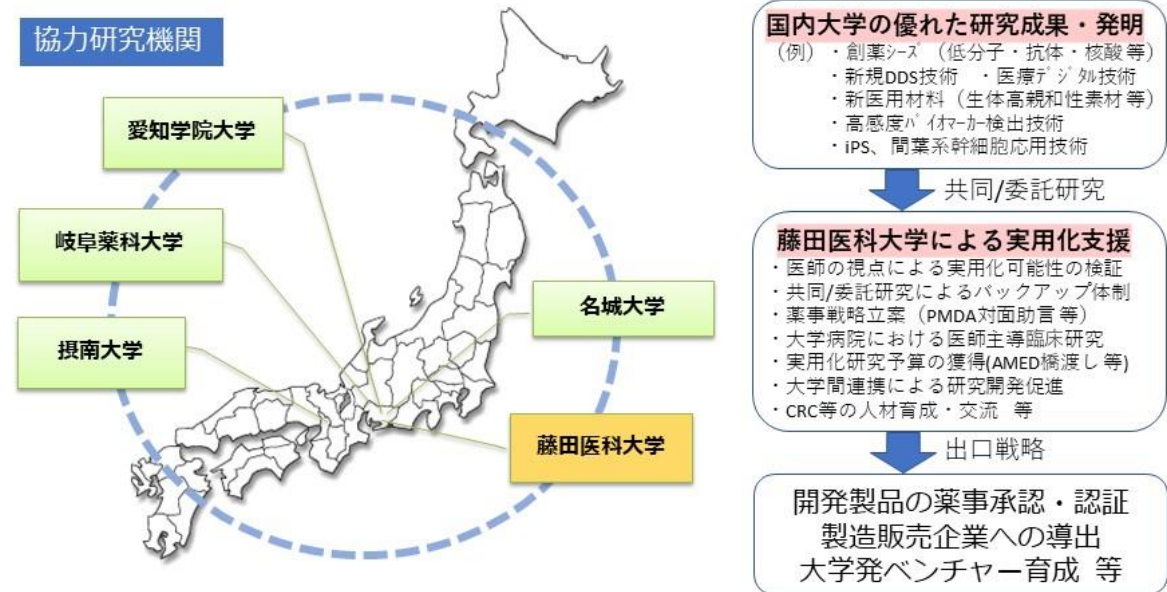 協力研究機関
愛知学院大学
岐阜薬科大学
摂南大学
名城大学
藤田医科大学
国内大学の優れた研究成果・発明
（例）・創薬ｼｰｽﾞ（低分子・抗体・核酸 等）
・新規DDS技術　・医療ﾃﾞｼﾞﾀﾙ技術
・新医用材料（生体高親和性素材 等）
・高感度ﾊﾞｲｵﾏｰｶｰ検出技術
・iPS、間葉系幹細胞応用技術
共同/委託研究
藤田医科大学による実用化支援
・医師の視点による実用化可能性の検証
・共同/委託研究によるバックアップ体制
・薬事戦略立案（PMDA対面助言 等）
・大学病院における医師主導臨床研究
・実用化研究予算の獲得(AMED橋渡し 等)
・大学間連携による研究開発促進
・CRC等の人材育成・交流 等
出口戦略
開発製品の薬事承認・認証
製造販売企業への導出
大学発ベンチャー育成 等